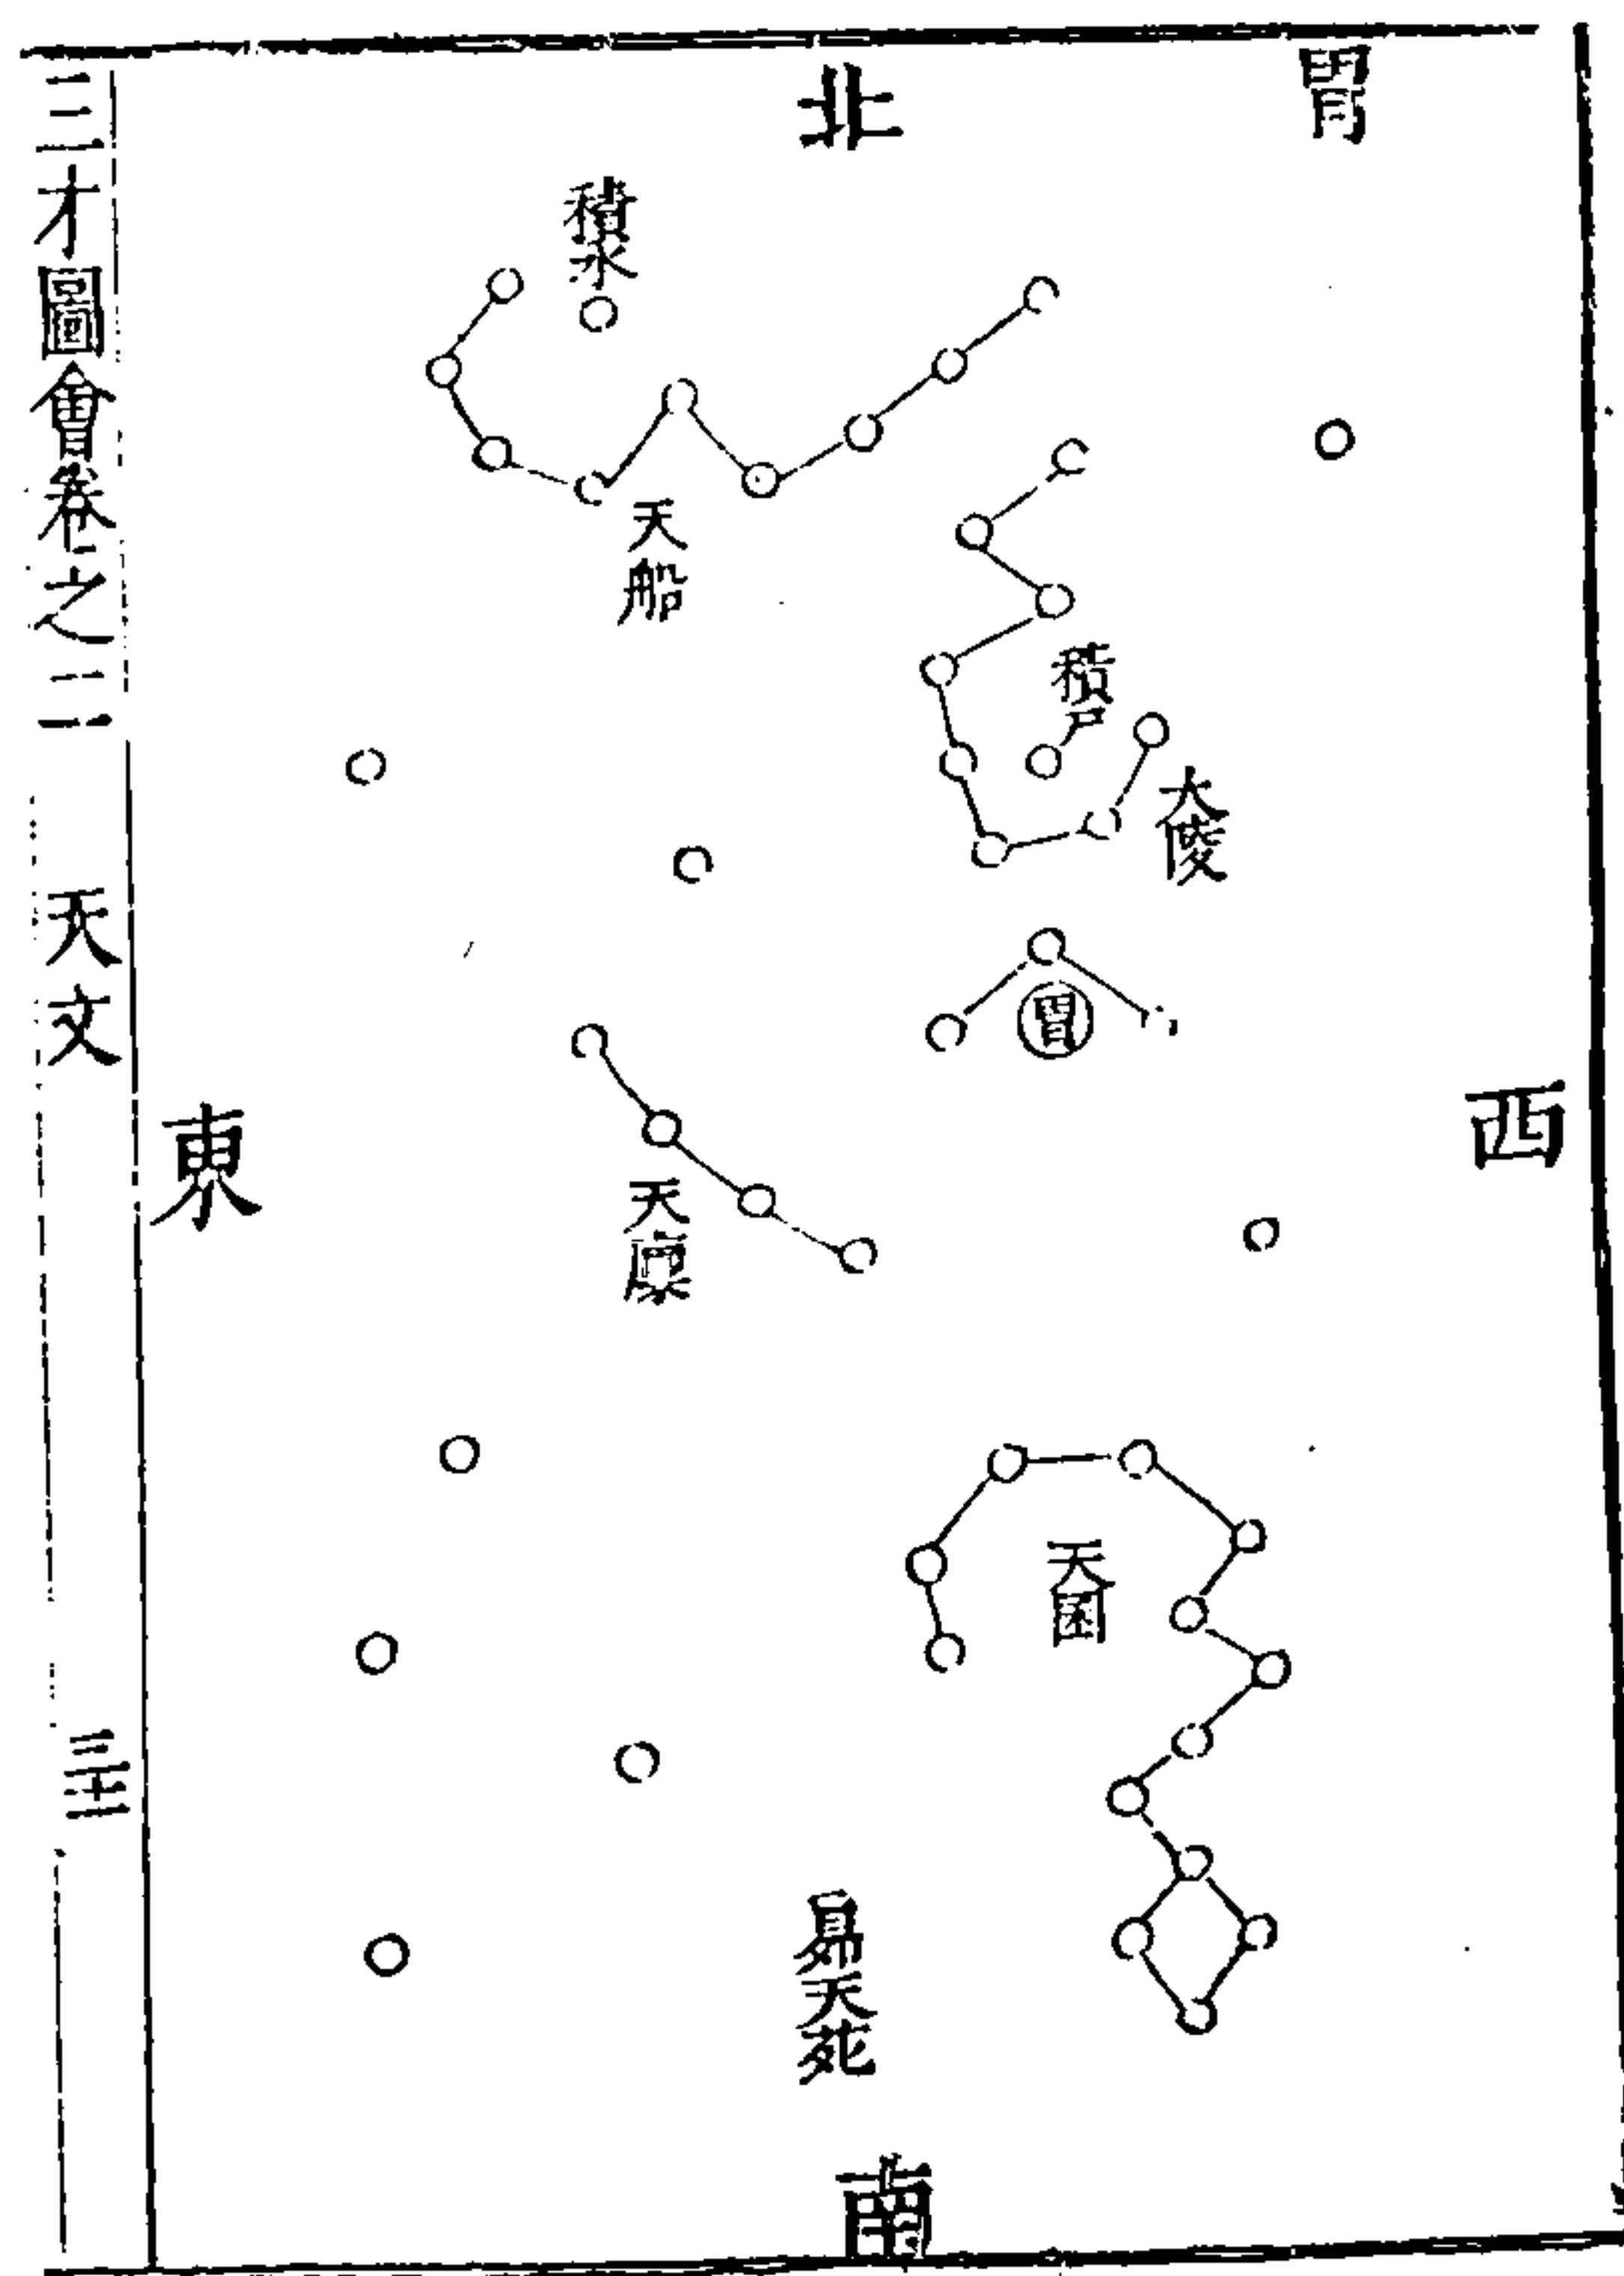 胃
北
積水
天船
積尸
大陵
胃
西
東
天廩
天囷
昴天苑
南
三才圖會卷之三
天文